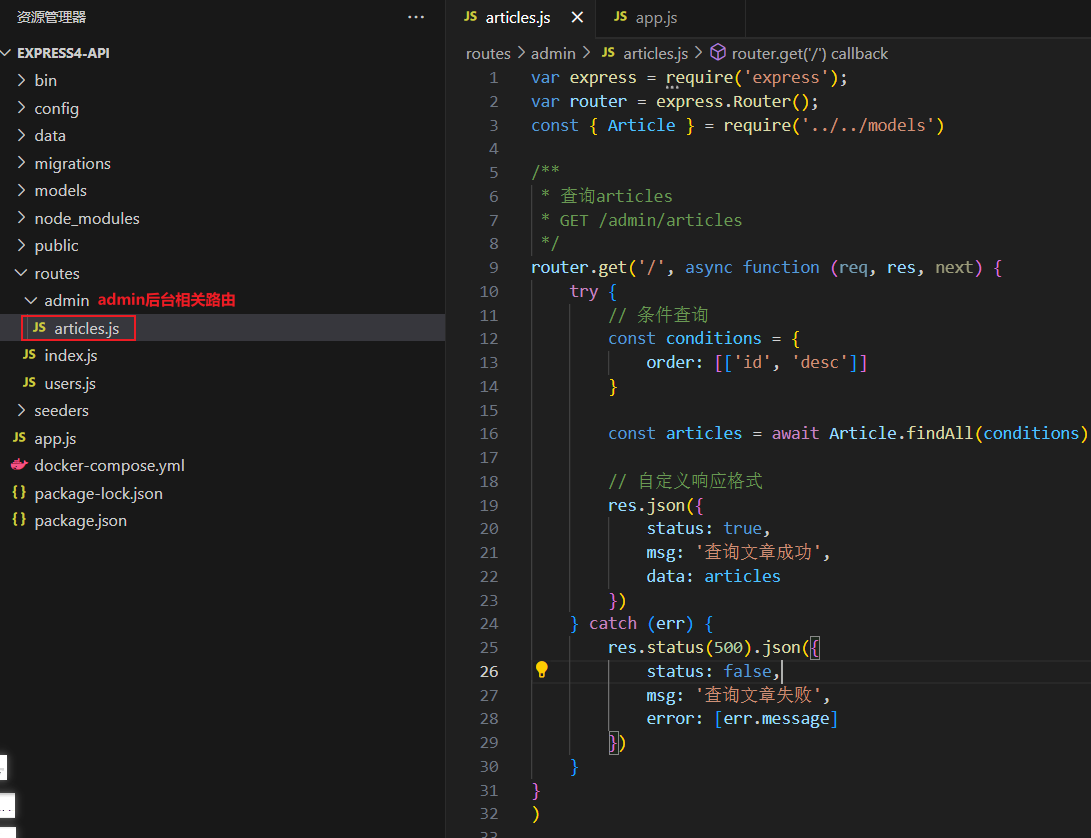 资源管理器 ...
EXPRESS4-API
bin
config
data
migrations
models
node_modules
public
routes
admin admin后台相关路由
JS articles.js
JS index.js
JS users.js
seeders
JS app.js
docker-compose.yml
{} package-lock.json
{} package.json
JS articles.js × JS app.js
routes > admin > JS articles.js > router.get('/') callback
1 var express = require('express');
2 var router = express.Router();
3 const { Article } = require('../../models')
4
5 /**
6 * 查询articles
7 * GET /admin/articles
8 */
9 router.get('/', async function (req, res, next) {
10 try {
11 // 条件查询
12 const conditions = {
13 order: [['id', 'desc']]
14 }
15
16 const articles = await Article.findAll(conditions)
17
18 // 自定义响应格式
19 res.json({
20 status: true,
21 msg: '查询文章成功',
22 data: articles
23 })
24 } catch (err) {
25 res.status(500).json({
26 status: false,
27 msg: '查询文章失败',
28 error: [err.message]
29 })
30 }
31 }
32 )
33